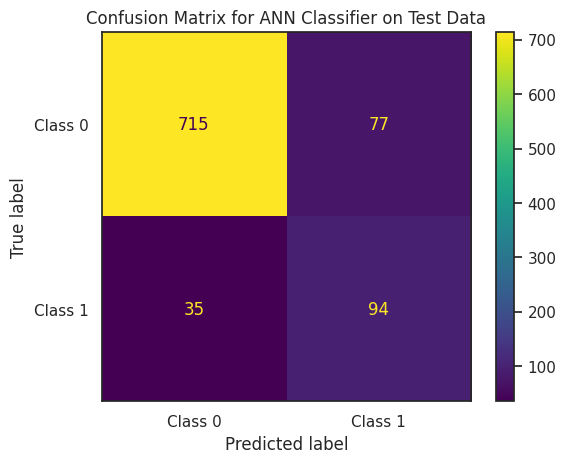 Confusion Matrix for ANN Classifier on Test Data
Class 0
Class 1
True label
715
77
35
94
Class 0
Class 1
Predicted label
700
600
500
400
300
200
100